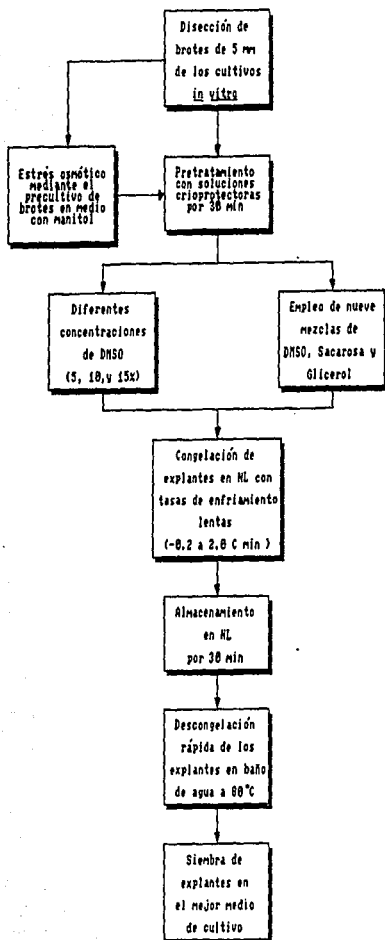 Disección de
brotes de 5 mm
de los cultivos
in vitro
Estrés osmótico
mediante el
precultivo de
brotes en medio
con manitol
Pretratamiento
con soluciones
crioprotectoras
por 30 min
Diferentes
concentraciones
de DMSO
(5, 10,y 15%)
Empleo de nueve
mezclas de
DMSO, Sacarosa y
Glicerol
Congelación de
explantes en NL con
tasas de enfriamiento
lentas
(-0.2 a 2.0 C min )
Almacenamiento
en NL
por 30 min
Descongelación
rápida de los
explantes en baño
de agua a 80°C
Siembra de
explantes en
el mejor medio
de cultivo